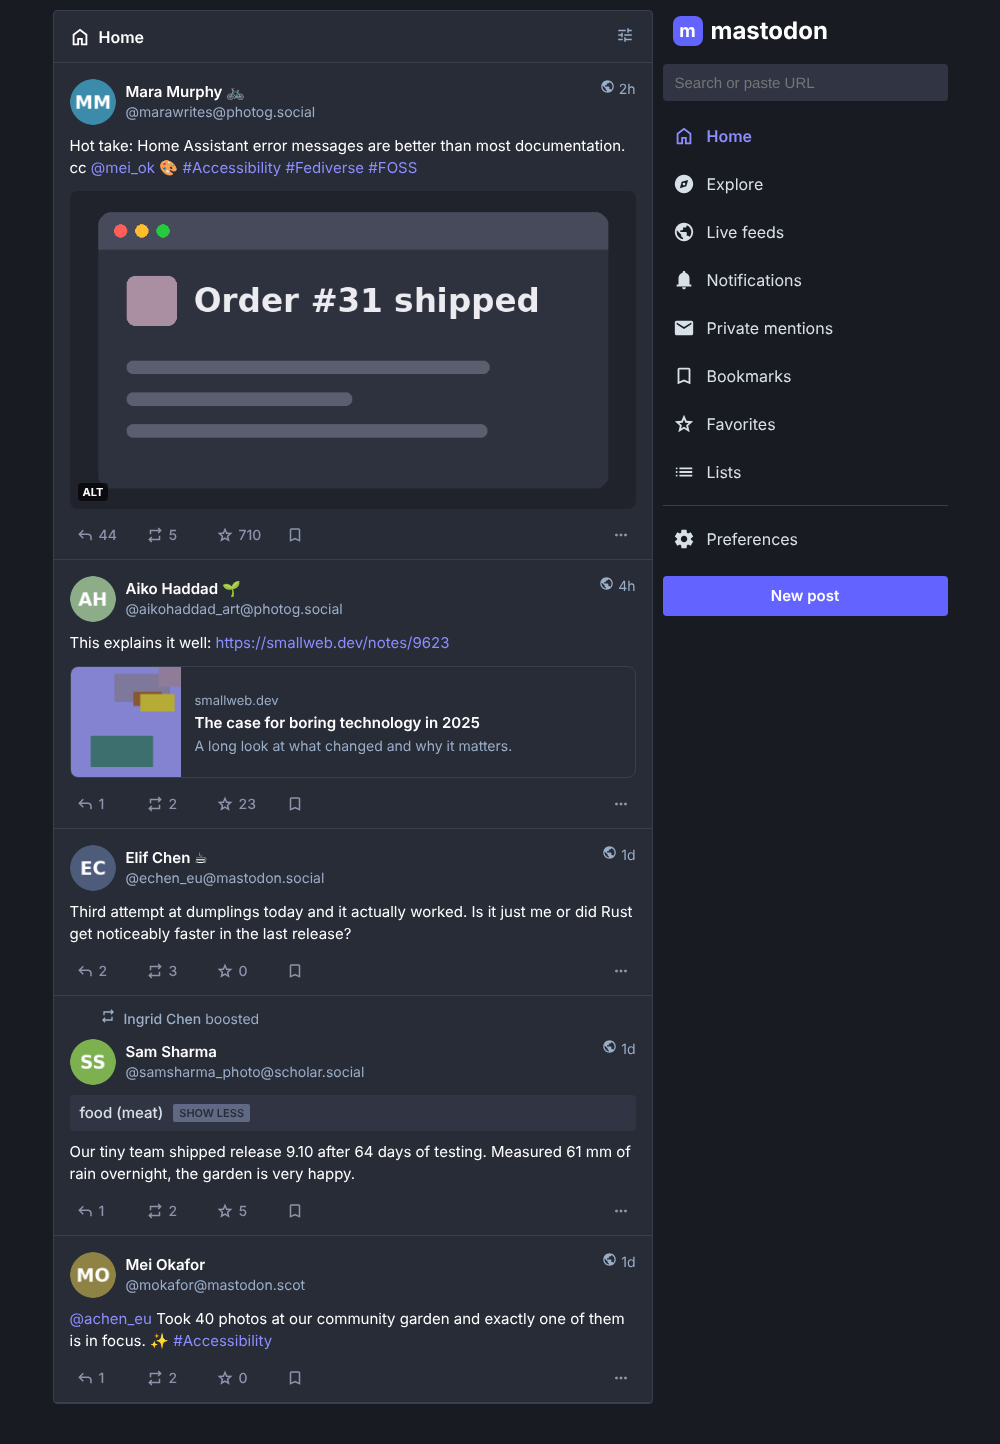 Home
MM
Mara Murphy 🚲
2h
@marawrites@photog.social
Hot take: Home Assistant error messages are better than most documentation.
cc @mei_ok 🎨 #Accessibility #Fediverse #FOSS
Order #31 shipped
ALT
44 5 710
AH
Aiko Haddad 🌱
4h
@aikohaddad_art@photog.social
This explains it well: https://smallweb.dev/notes/9623
smallweb.dev
The case for boring technology in 2025
A long look at what changed and why it matters.
1 2 23
EC
Elif Chen ☕
1d
@echen_eu@mastodon.social
Third attempt at dumplings today and it actually worked. Is it just me or did Rust
get noticeably faster in the last release?
2 3 0
Ingrid Chen boosted
SS
Sam Sharma
1d
@samsharma_photo@scholar.social
food (meat) SHOW LESS
Our tiny team shipped release 9.10 after 64 days of testing. Measured 61 mm of
rain overnight, the garden is very happy.
1 2 5
MO
Mei Okafor
1d
@mokafor@mastodon.scot
@achen_eu Took 40 photos at our community garden and exactly one of them
is in focus. ✨ #Accessibility
1 2 0
m mastodon
Search or paste URL
Home
Explore
Live feeds
Notifications
Private mentions
Bookmarks
Favorites
Lists
Preferences
New post